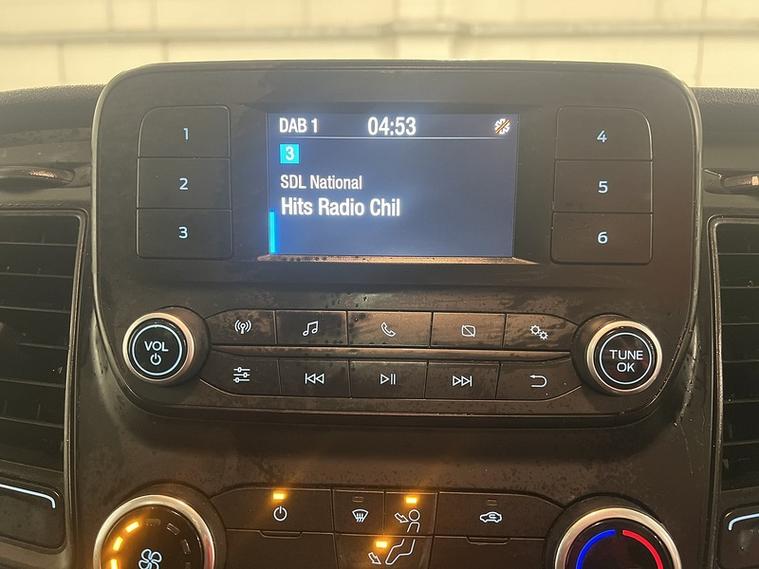 DAB 1 04:53
3
SDL National
Hits Radio Chil
1
2
3
4
5
6
VOL
TUNE
OK